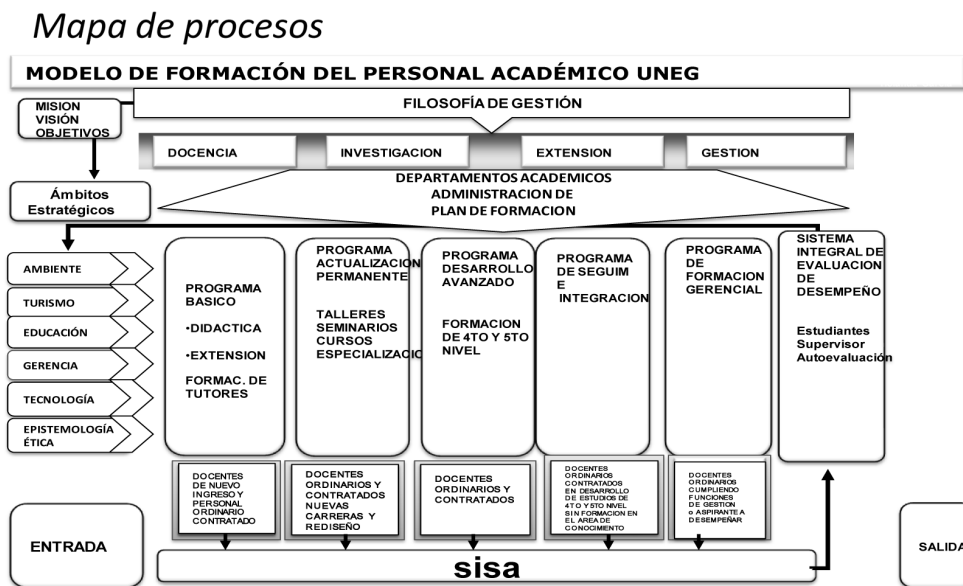 Mapa de procesos
MODELO DE FORMACIÓN DEL PERSONAL ACADÉMICO UNEG
MISION
VISIÓN
OBJETIVOS
FILOSOFÍA DE GESTIÓN
DOCENCIA
INVESTIGACION
EXTENSION
GESTION
Ámbitos
Estratégicos
DEPARTAMENTOS ACADEMICOS
ADMINISTRACION DE
PLAN DE FORMACION
AMBIENTE
TURISMO
EDUCACIÓN
GERENCIA
TECNOLOGÍA
EPISTEMOLOGÍA
ÉTICA
PROGRAMA
BASICO
•DIDACTICA
•EXTENSION
FORMAC. DE
TUTORES
PROGRAMA
ACTUALIZACION
PERMANENTE
TALLERES
SEMINARIOS
CURSOS
ESPECIALIZACIO
PROGRAMA
DESARROLLO
AVANZADO
FORMACION
DE 4TO Y 5TO
NIVEL
PROGRAMA
DE SEGUIM
E
INTEGRACION
PROGRAMA
DE
FORMACION
GERENCIAL
SISTEMA
INTEGRAL DE
EVALUACION
DE
DESEMPEÑO
Estudiantes
Supervisor
Autoevaluación
DOCENTES
DE NUEVO
INGRESO Y
PERSONAL
ORDINARIO
CONTRATADO
DOCENTES
ORDINARIOS Y
CONTRATADOS
NUEVAS
CARRERAS Y
REDISEÑO
DOCENTES
ORDINARIOS Y
CONTRATADOS
DOCENTES
ORDINARIOS
CONTRATADOS
EN DESARROLLO
DE ESTUDIOS DE
4TO Y 5TO NIVEL
SIN FORMACION EN
EL AREA DE
CONOCIMIENTO
DOCENTES
ORDINARIOS
CUMPLIENDO
FUNCIONES
DE GESTION
o ASPIRANTE A
DESEMPEÑAR
ENTRADA
sisa
SALIDA